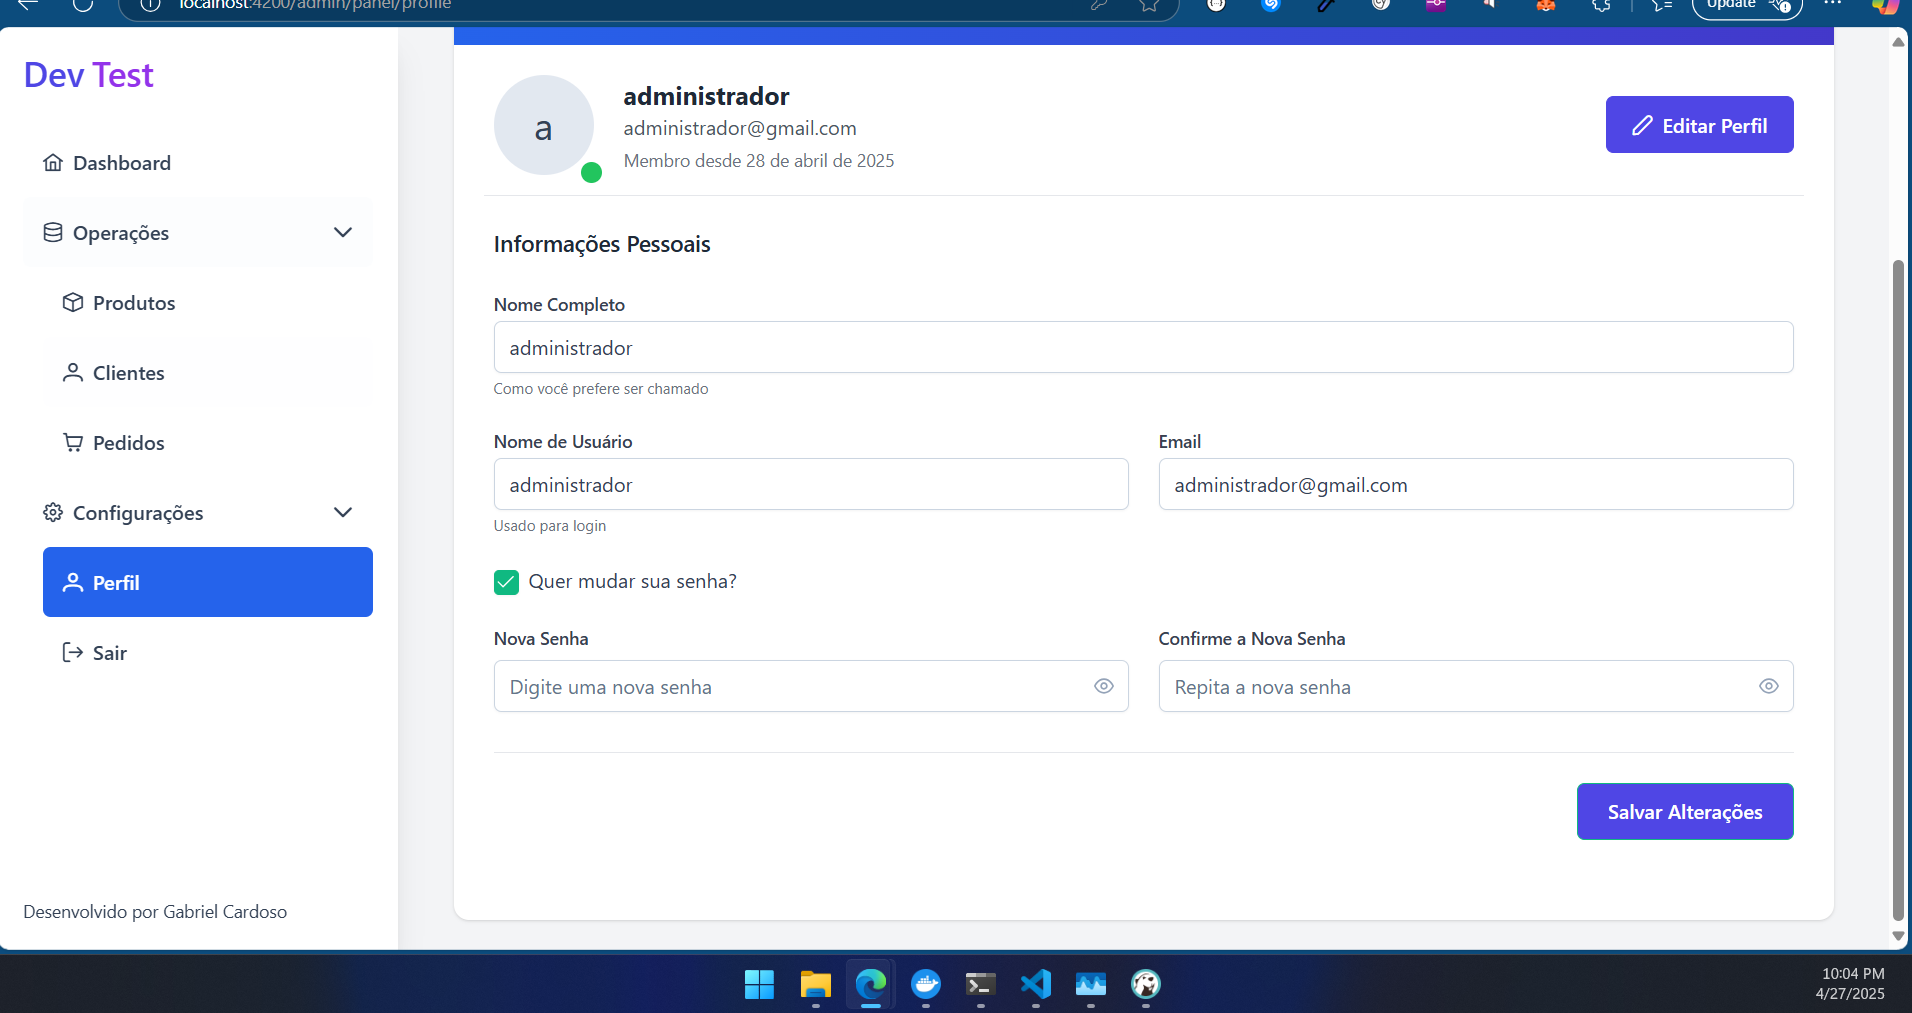 localhost:4200/admin/panel/profile
Update
Dev Test
Dashboard
Operações
Produtos
Clientes
Pedidos
Configurações
Perfil
Sair
Desenvolvido por Gabriel Cardoso
a
administrador
administrador@gmail.com
Membro desde 28 de abril de 2025
Editar Perfil
Informações Pessoais
Nome Completo
administrador
Como você prefere ser chamado
Nome de Usuário
administrador
Usado para login
Email
administrador@gmail.com
Quer mudar sua senha?
Nova Senha
Digite uma nova senha
Confirme a Nova Senha
Repita a nova senha
Salvar Alterações
10:04 PM
4/27/2025